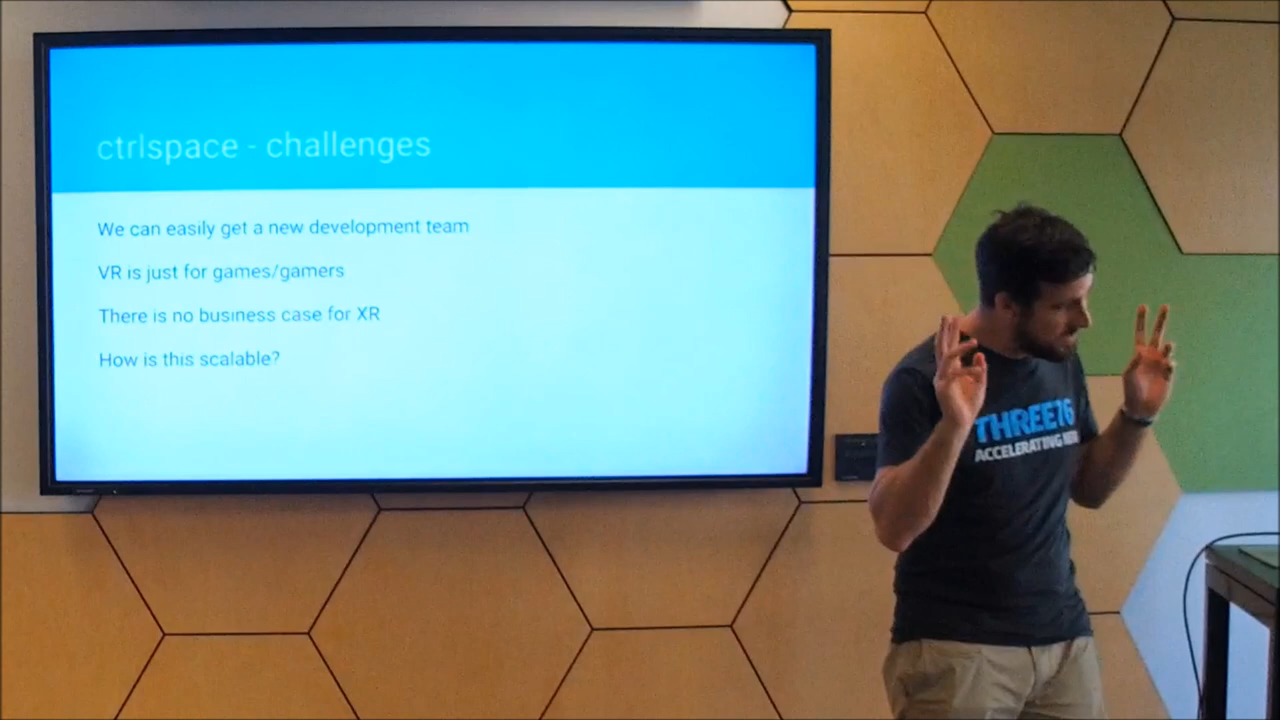 ctrlspace - challenges
We can easily get a new development team
VR is just for games/gamers
There is no business case for XR
How is this scalable?
THREE76
ACCELERATING